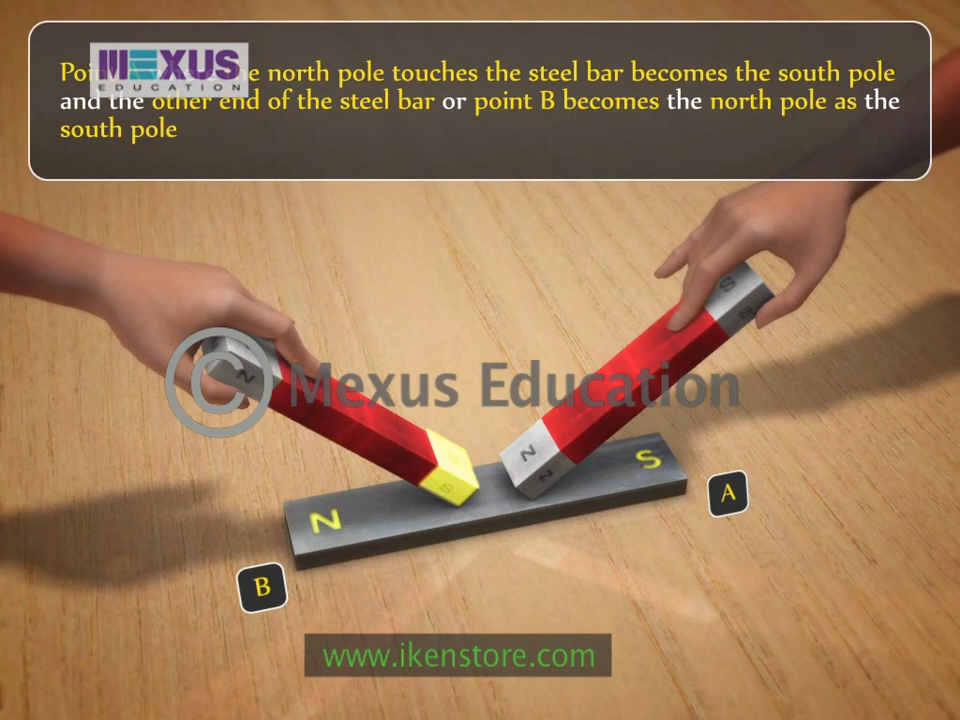 MEXUS
EDUCATION
north pole touches the steel bar becomes the south pole
and the other end of the steel bar or point B becomes the north pole as the
south pole
S
S
N
© Mexus Education
N
N
S
S
A
N
B
www.ikenstore.com